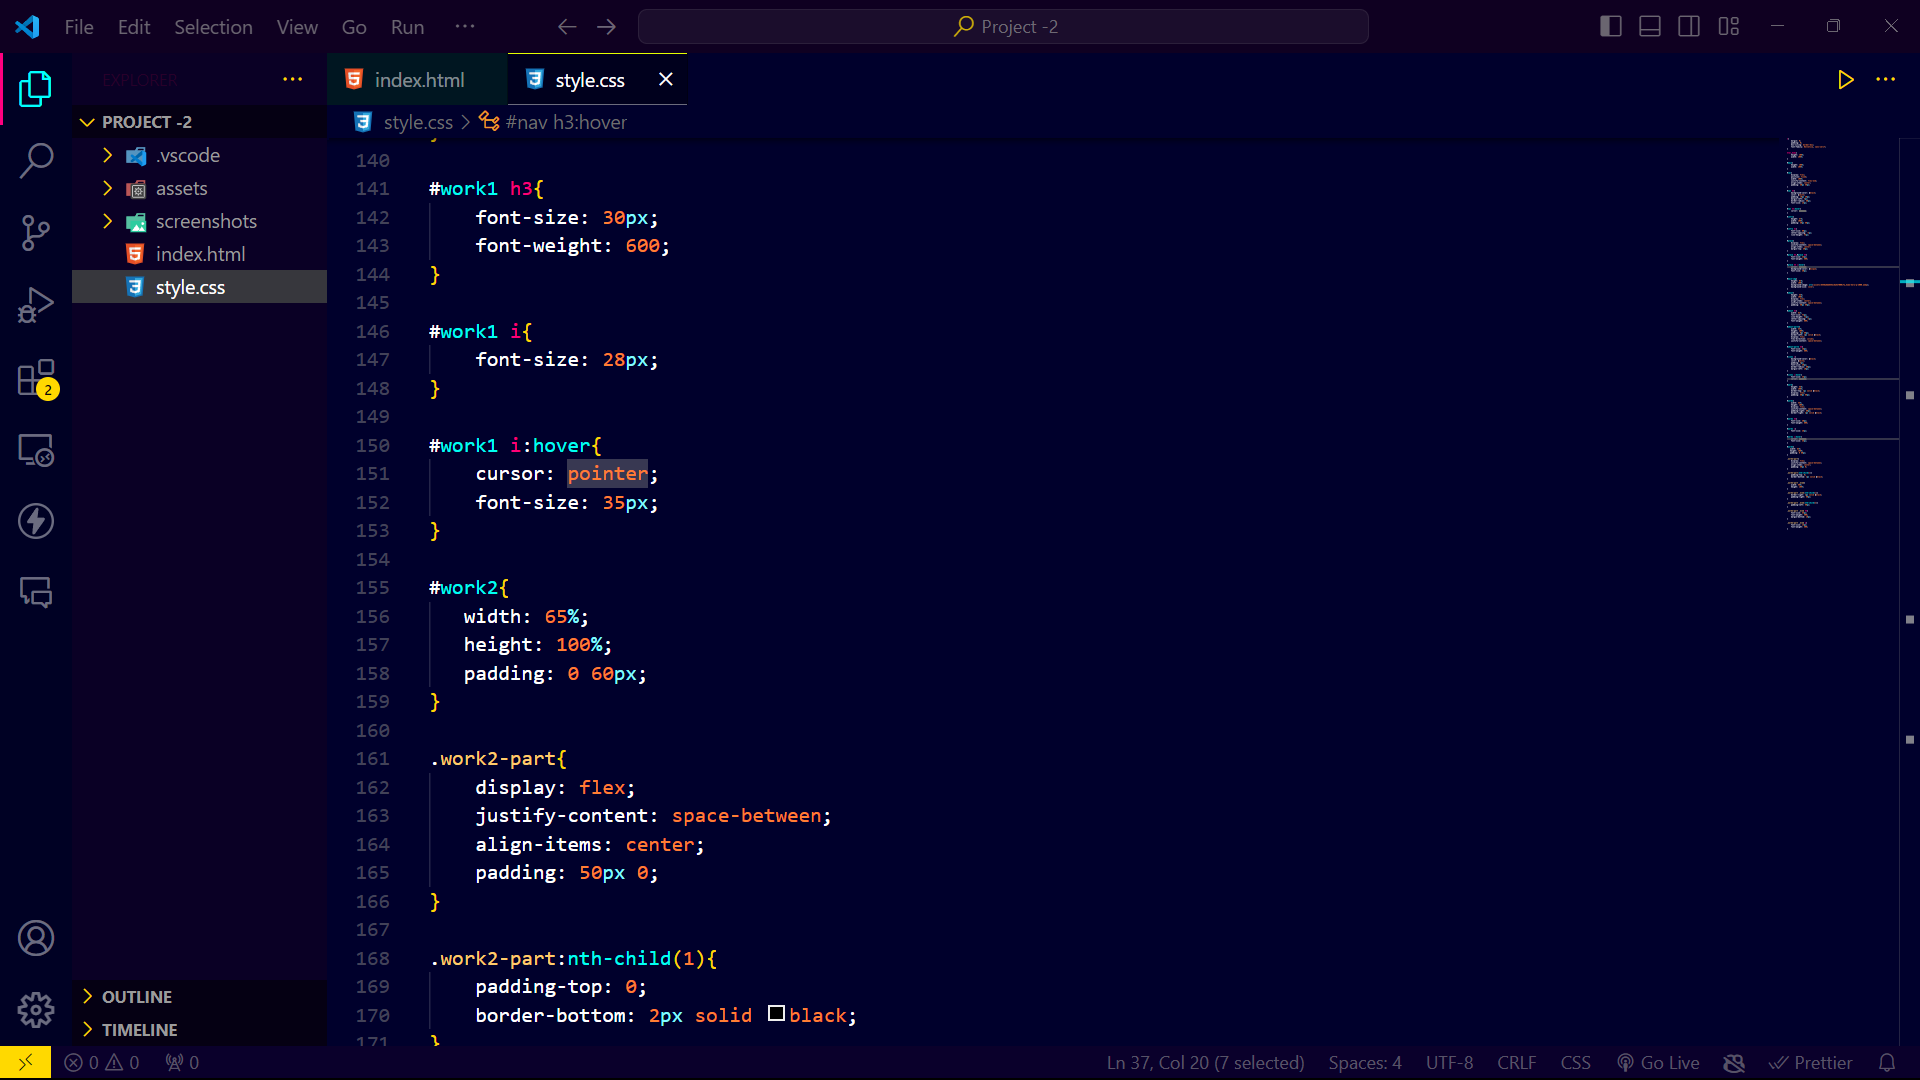 File Edit Selection View Go Run ··· Project -2
EXPLORER ···
index.html style.css
PROJECT -2
.vscode
assets
screenshots
index.html
style.css
OUTLINE
TIMELINE
2
style.css > #nav h3:hover
140
141 #work1 h3{
142     font-size: 30px;
143     font-weight: 600;
144 }
145
146 #work1 i{
147     font-size: 28px;
148 }
149
150 #work1 i:hover{
151     cursor: pointer;
152     font-size: 35px;
153 }
154
155 #work2{
156    width: 65%;
157    height: 100%;
158    padding: 0 60px;
159 }
160
161 .work2-part{
162     display: flex;
163     justify-content: space-between;
164     align-items: center;
165     padding: 50px 0;
166 }
167
168 .work2-part:nth-child(1){
169     padding-top: 0;
170     border-bottom: 2px solid black;
171 }
0 0 0 Ln 37, Col 20 (7 selected) Spaces: 4 UTF-8 CRLF CSS Go Live Prettier